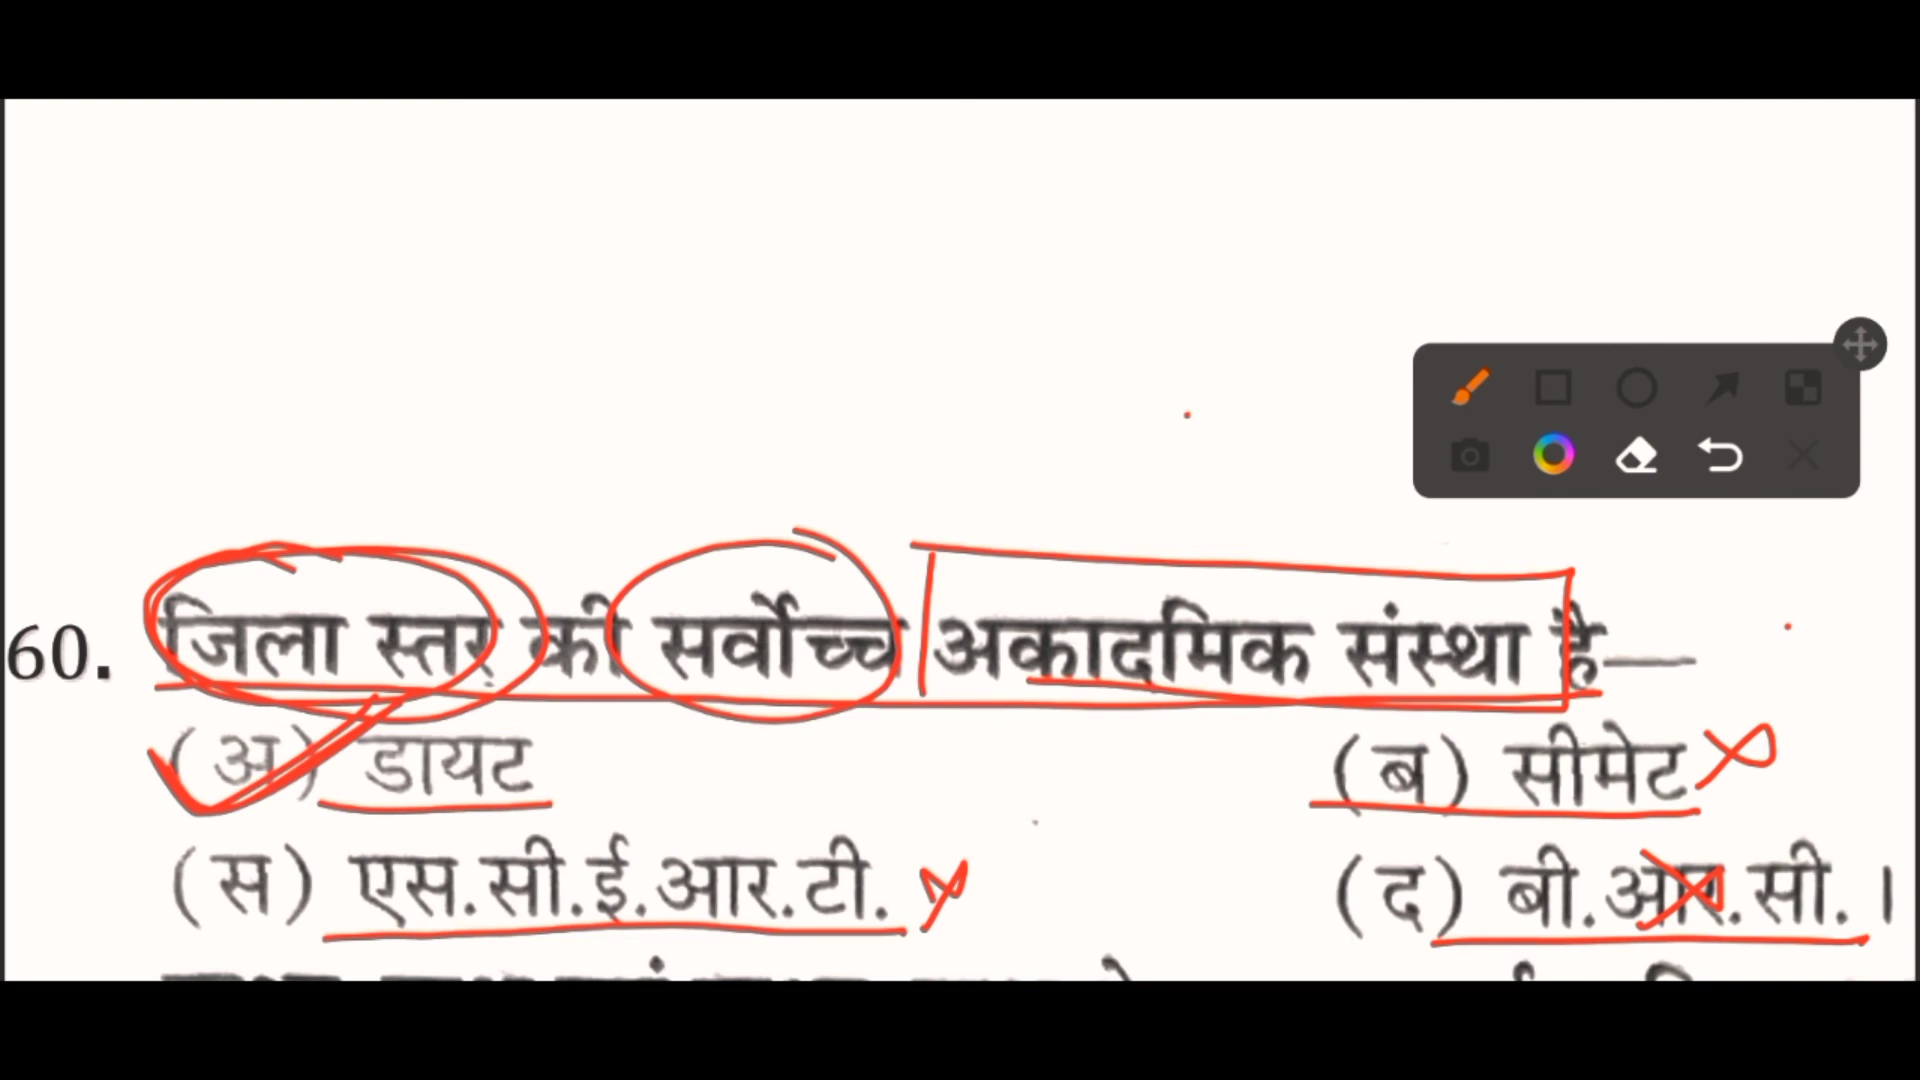 60. जिला स्तर की सर्वोच्च अकादमिक संस्था है—
(अ) डायट (ब) सीमेट
(स) एस.सी.ई.आर.टी. (द) बी.आर.सी. ।